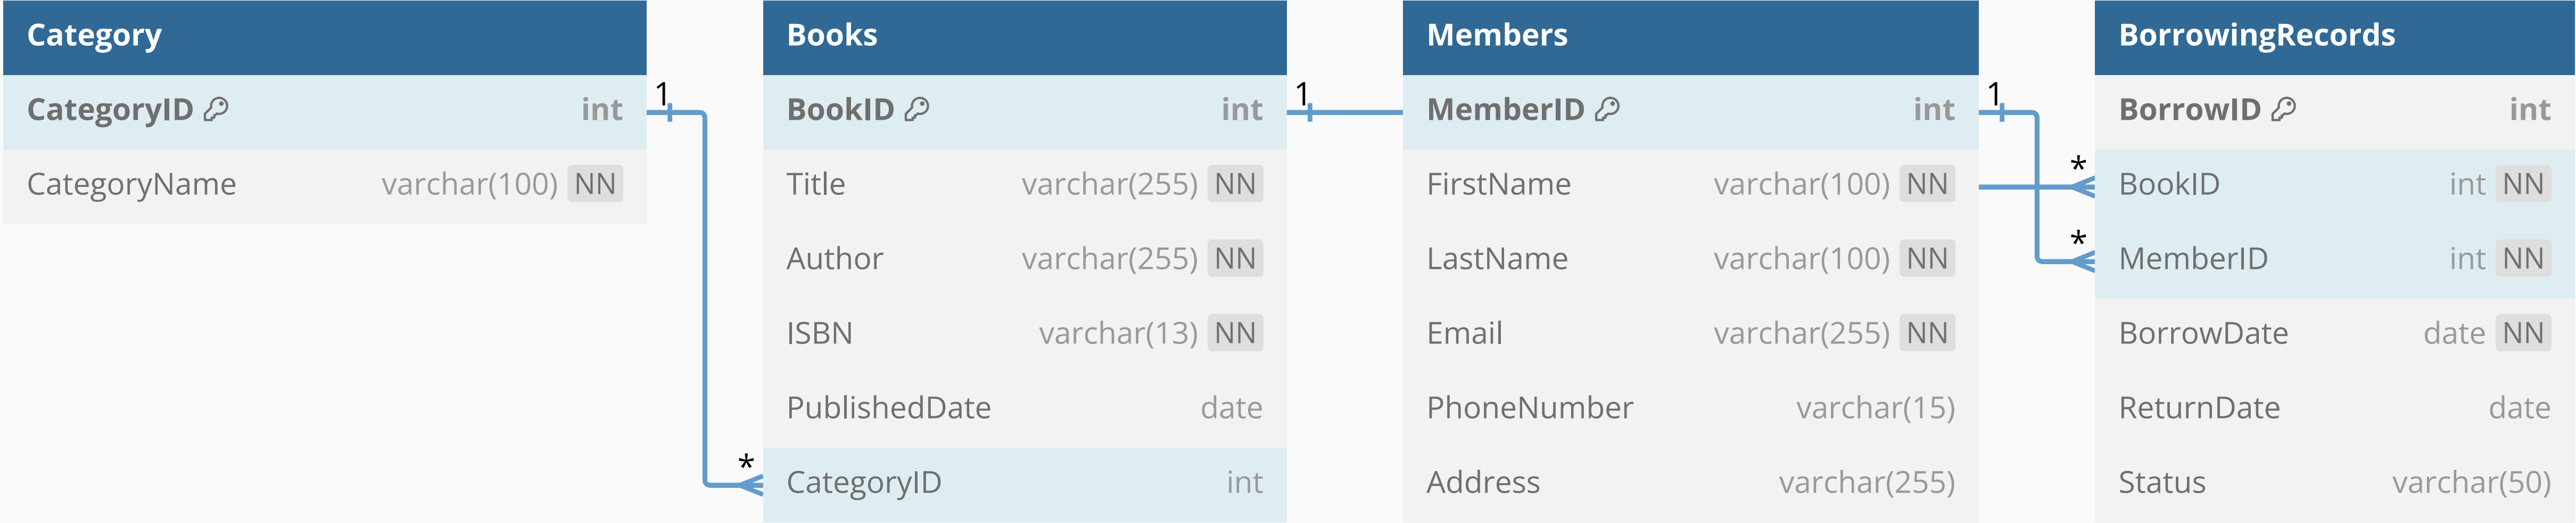 Category
CategoryID int
CategoryName varchar(100) NN
1
*
Books
BookID int
Title varchar(255) NN
Author varchar(255) NN
ISBN varchar(13) NN
PublishedDate date
CategoryID int
1
Members
MemberID int
FirstName varchar(100) NN
LastName varchar(100) NN
Email varchar(255) NN
PhoneNumber varchar(15)
Address varchar(255)
1
*
*
BorrowingRecords
BorrowID int
BookID int NN
MemberID int NN
BorrowDate date NN
ReturnDate date
Status varchar(50)